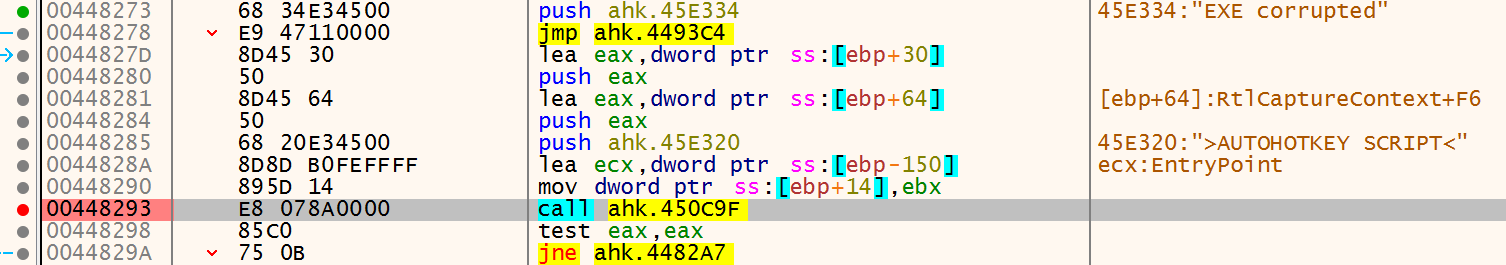 00448273 68 34E34500 push ahk.45E334 45E334:"EXE corrupted"
00448278 E9 47110000 jmp ahk.4493C4
0044827D 8D45 30 lea eax,dword ptr ss:[ebp+30]
00448280 50 push eax
00448281 8D45 64 lea eax,dword ptr ss:[ebp+64] [ebp+64]:RtlCaptureContext+F6
00448284 50 push eax
00448285 68 20E34500 push ahk.45E320 45E320:">AUTOHOTKEY SCRIPT<"
0044828A 8D8D B0FEFFFF lea ecx,dword ptr ss:[ebp-150] ecx:EntryPoint
00448290 895D 14 mov dword ptr ss:[ebp+14],ebx
00448293 E8 078A0000 call ahk.450C9F
00448298 85C0 test eax,eax
0044829A 75 0B jne ahk.4482A7